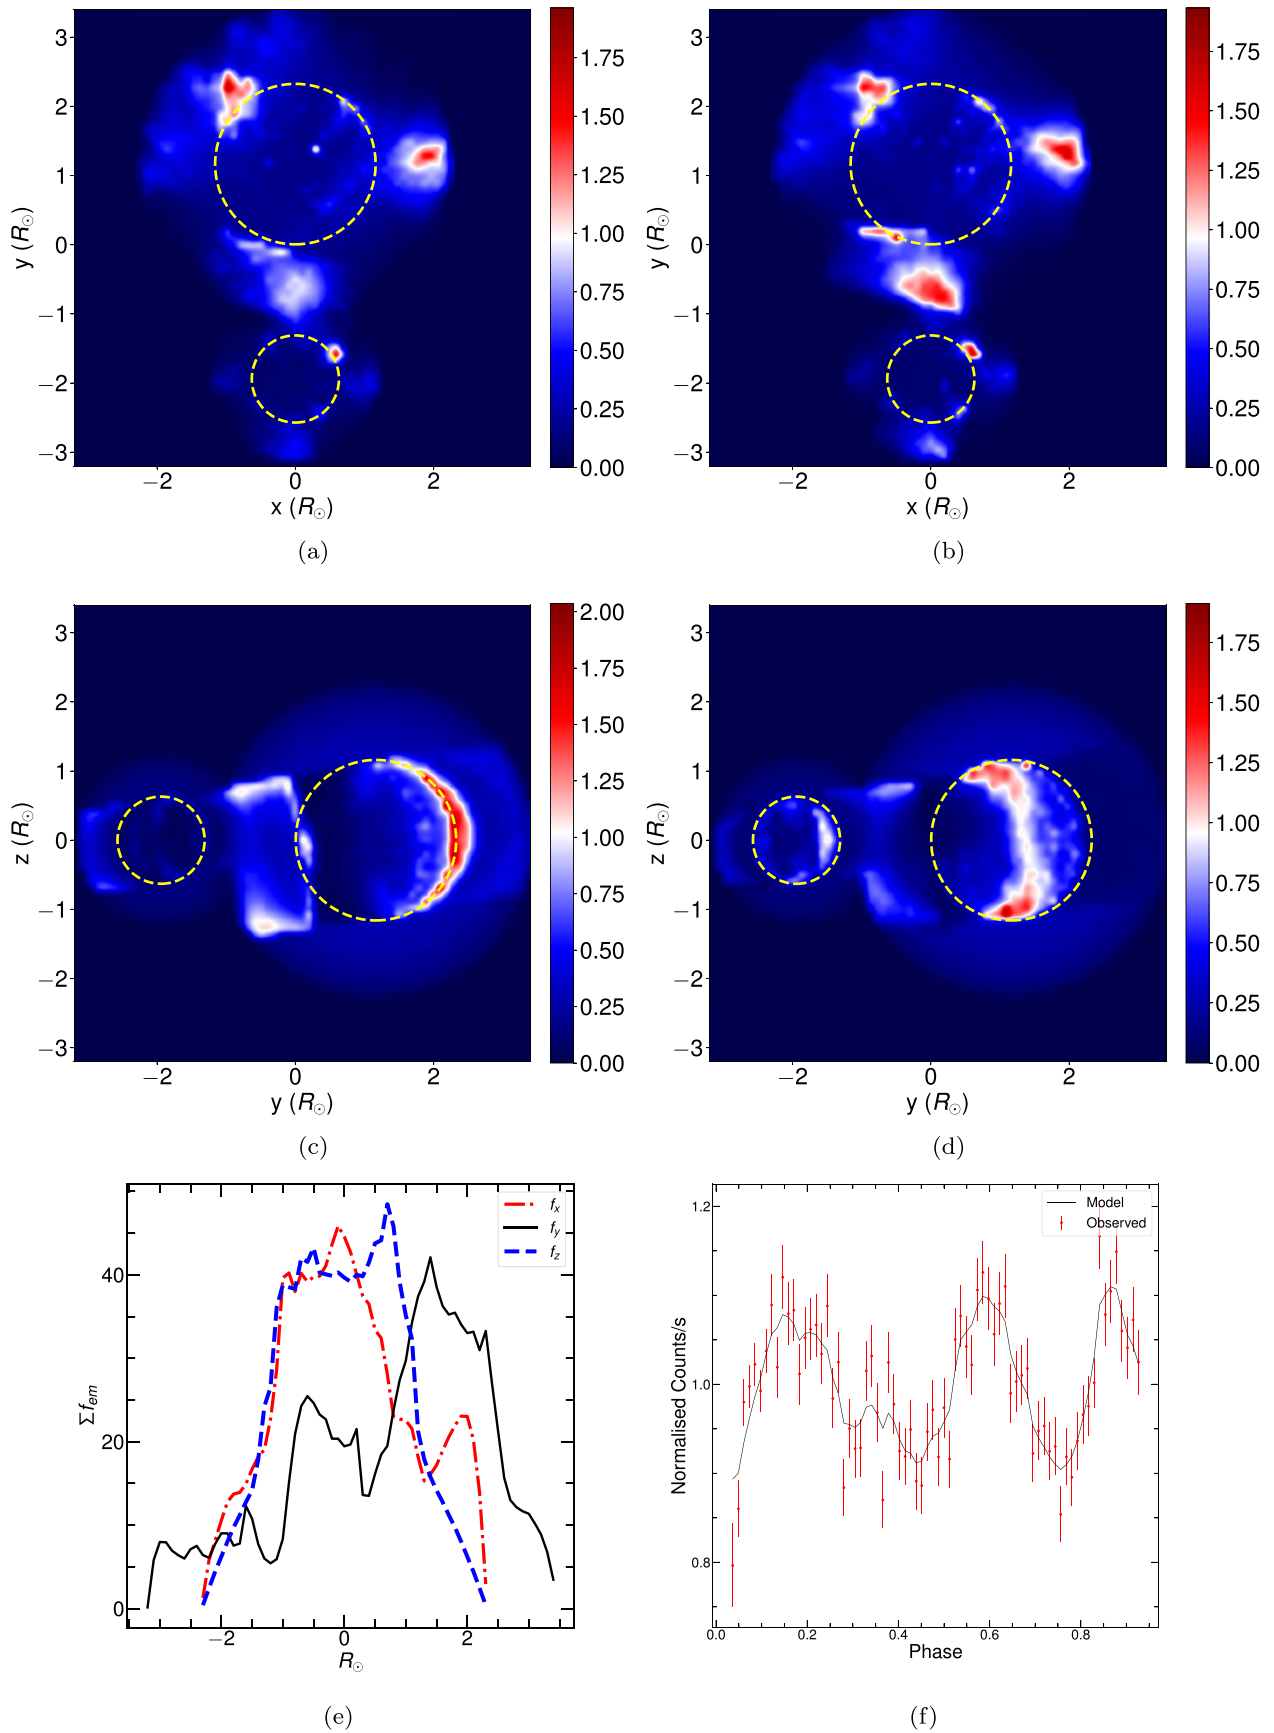 3
2
1
0
−1
−2
−3
y (R☉)
−2 0 2
x (R☉)
1.75
1.50
1.25
1.00
0.75
0.50
0.25
0.00
(a)
3
2
1
0
−1
−2
−3
y (R☉)
−2 0 2
x (R☉)
1.75
1.50
1.25
1.00
0.75
0.50
0.25
0.00
(b)
3
2
1
0
−1
−2
−3
z (R☉)
−2 0 2
y (R☉)
2.00
1.75
1.50
1.25
1.00
0.75
0.50
0.25
0.00
(c)
3
2
1
0
−1
−2
−3
z (R☉)
−2 0 2
y (R☉)
1.75
1.50
1.25
1.00
0.75
0.50
0.25
0.00
(d)
40
20
0
Σf_em
−2 0 2
R☉
f_x
f_y
f_z
(e)
1.2
1.0
0.8
Normalised Counts/s
0.0 0.2 0.4 0.6 0.8
Phase
Model
Observed
(f)